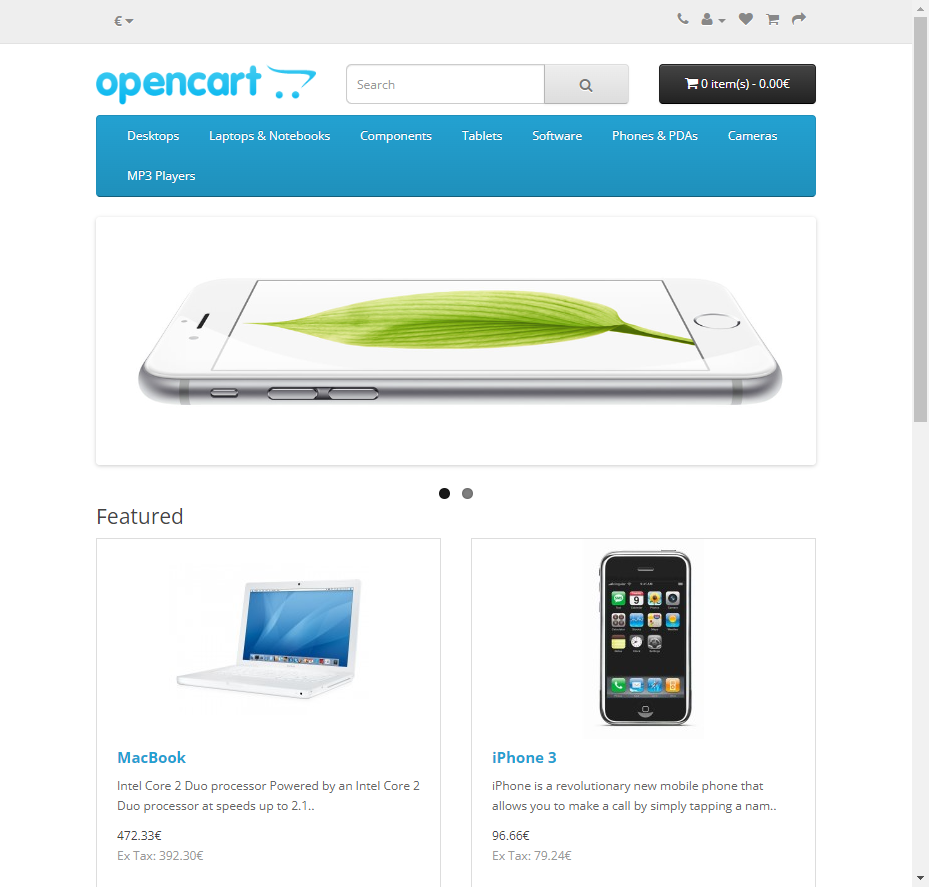 €
opencart
Search
0 item(s) - 0.00€
Desktops
Laptops & Notebooks
Components
Tablets
Software
Phones & PDAs
Cameras
MP3 Players
Featured
MacBook
Intel Core 2 Duo processor Powered by an Intel Core 2
Duo processor at speeds up to 2.1..
472.33€
Ex Tax: 392.30€
iPhone 3
iPhone is a revolutionary new mobile phone that
allows you to make a call by simply tapping a nam..
96.66€
Ex Tax: 79.24€